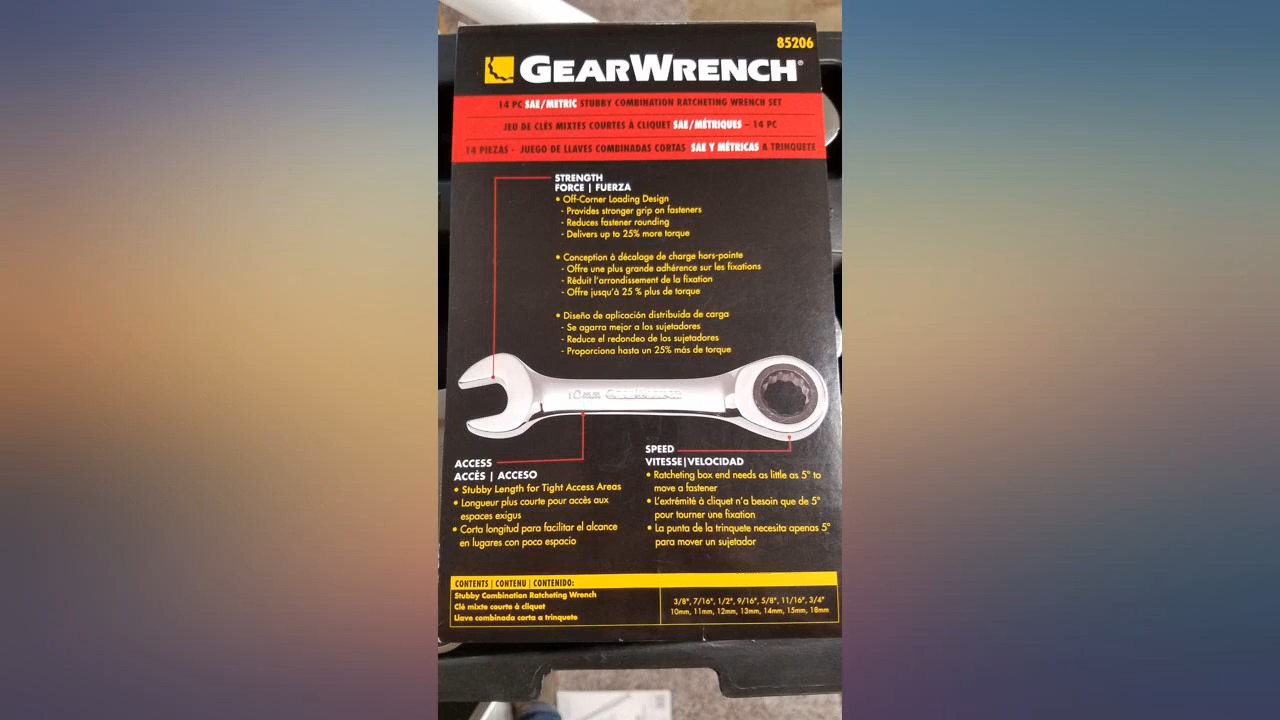 85206
GEARWRENCH®
14 PC SAE/METRIC STUBBY COMBINATION RATCHETING WRENCH SET
JEU DE CLÉS MIXTES COURTES À CLIQUET SAE/MÉTRIQUES – 14 PC
14 PIEZAS - JUEGO DE LLAVES COMBINADAS CORTAS SAE Y MÉTRICAS A TRINQUETE
STRENGTH
FORCE | FUERZA
• Off-Corner Loading Design
- Provides stronger grip on fasteners
- Reduces fastener rounding
- Delivers up to 25% more torque
• Conception à décalage de charge hors-pointe
- Offre une plus grande adhérence sur les fixations
- Réduit l'arrondissement de la fixation
- Offre jusqu'à 25 % plus de torque
• Diseño de aplicación distribuida de carga
- Se agarra mejor a los sujetadores
- Reduce el redondeo de los sujetadores
- Proporciona hasta un 25% más de torque
GEARWRENCH
ACCESS
ACCÈS | ACCESO
• Stubby Length for Tight Access Areas
• Longueur plus courte pour accès aux
espaces exigus
• Corta longitud para facilitar el alcance
en lugares con poco espacio
SPEED
VITESSE|VELOCIDAD
• Ratcheting box end needs as little as 5° to
move a fastener
• L'extrémité à cliquet n'a besoin que de 5°
pour tourner une fixation
• La punta de la trinquete necesita apenas 5°
para mover un sujetador
CONTENTS | CONTENU | CONTENIDO:
Stubby Combination Ratcheting Wrench
Clé mixte courte à cliquet
Llave combinada corta a trinquete
3/8", 7/16", 1/2", 9/16", 5/8", 11/16", 3/4"
10mm, 11mm, 12mm, 13mm, 14mm, 15mm, 18mm